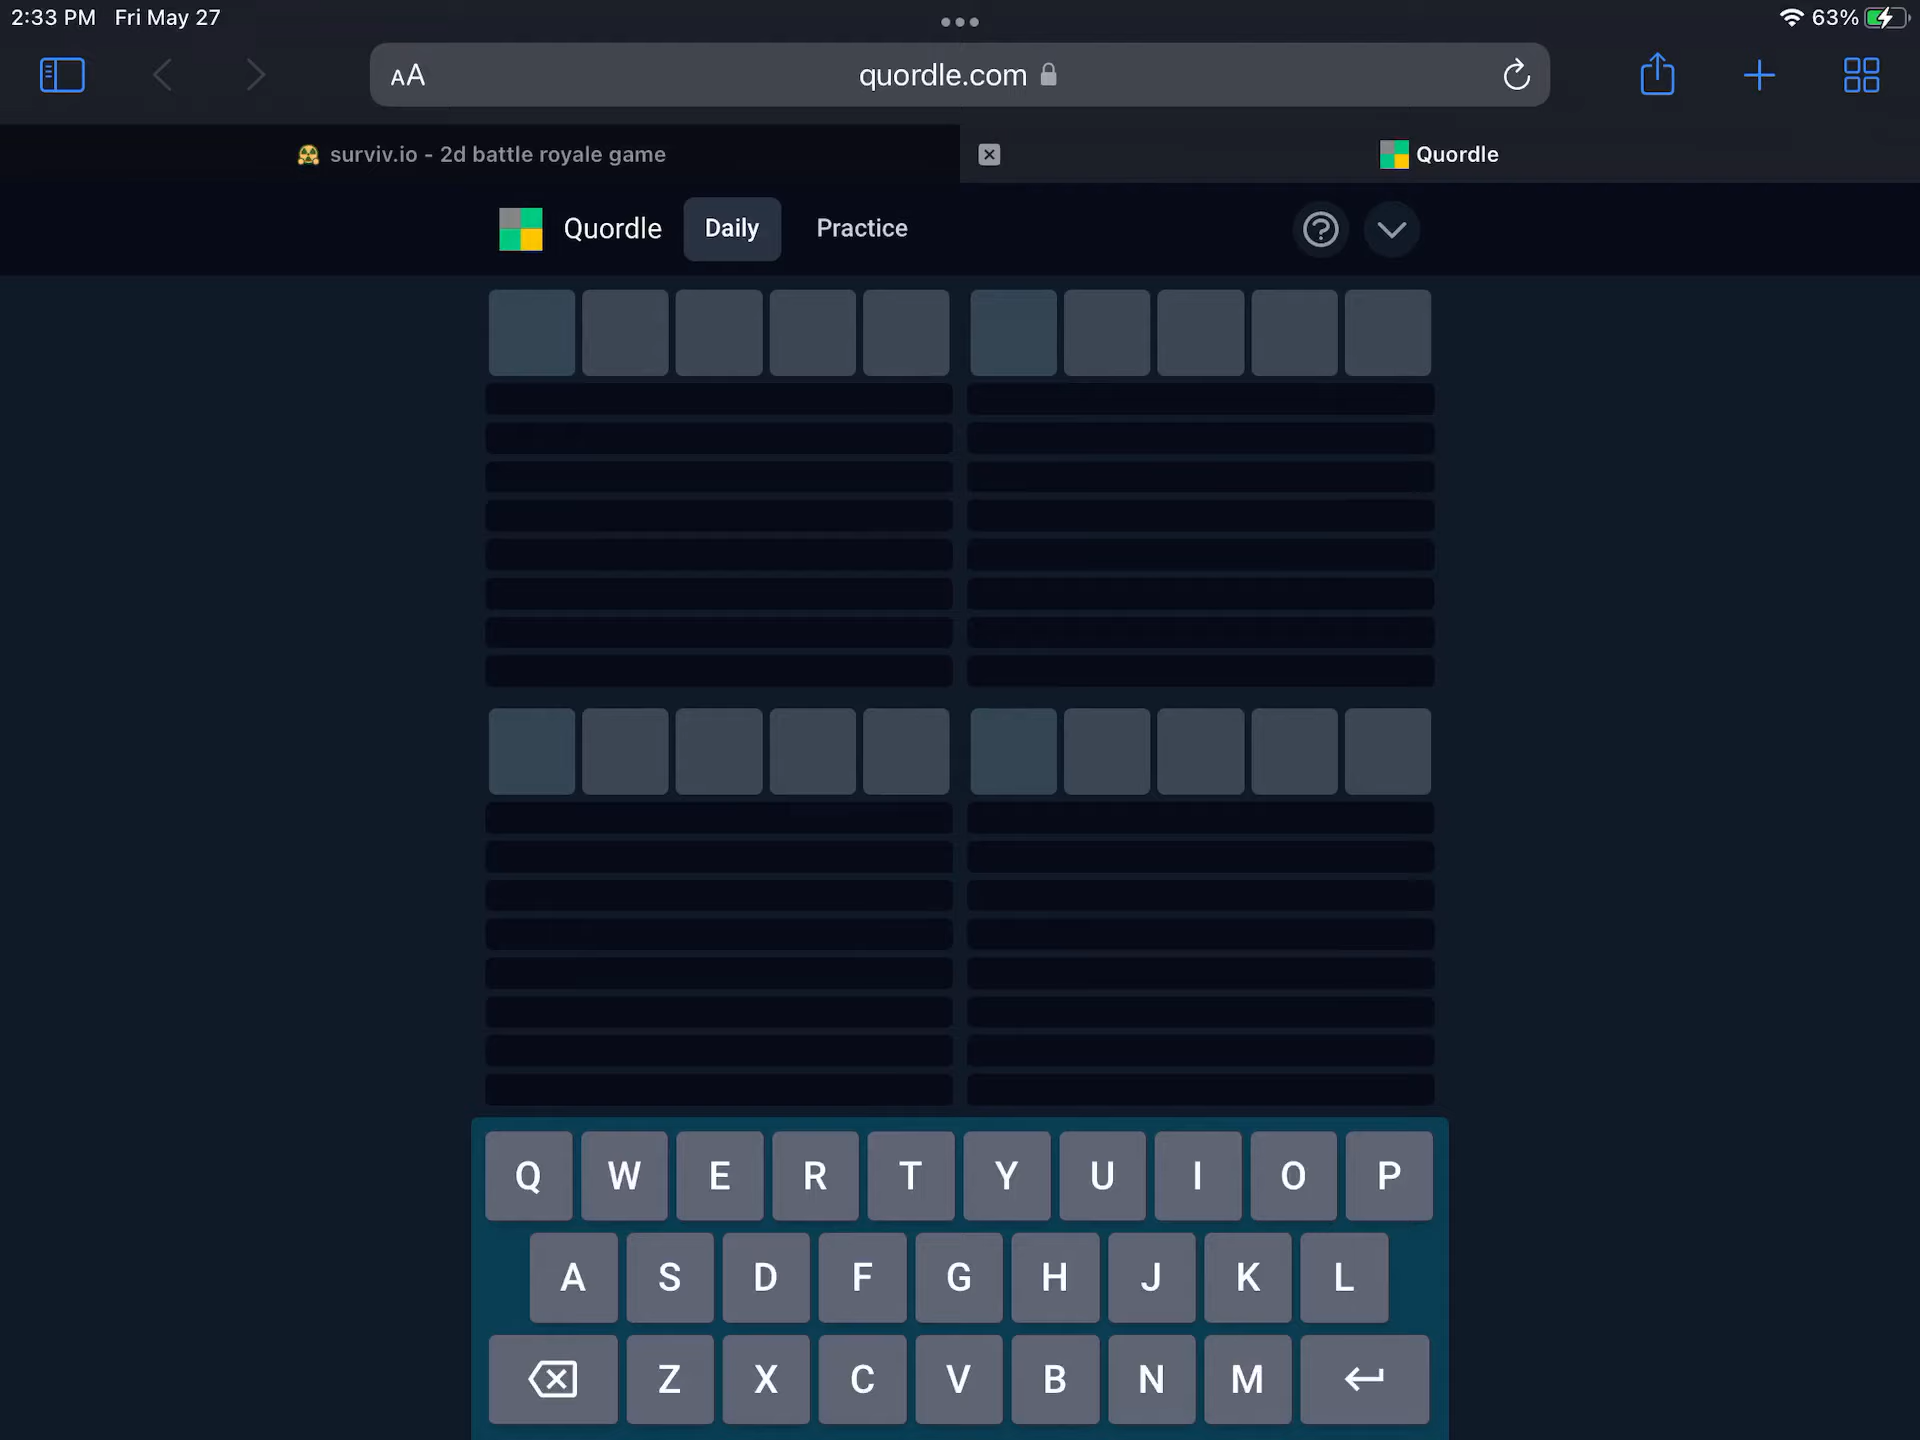 2:33 PM Fri May 27
63%
AA
quordle.com
surviv.io - 2d battle royale game
Quordle
Quordle
Daily
Practice
Q W E R T Y U I O P
A S D F G H J K L
Z X C V B N M